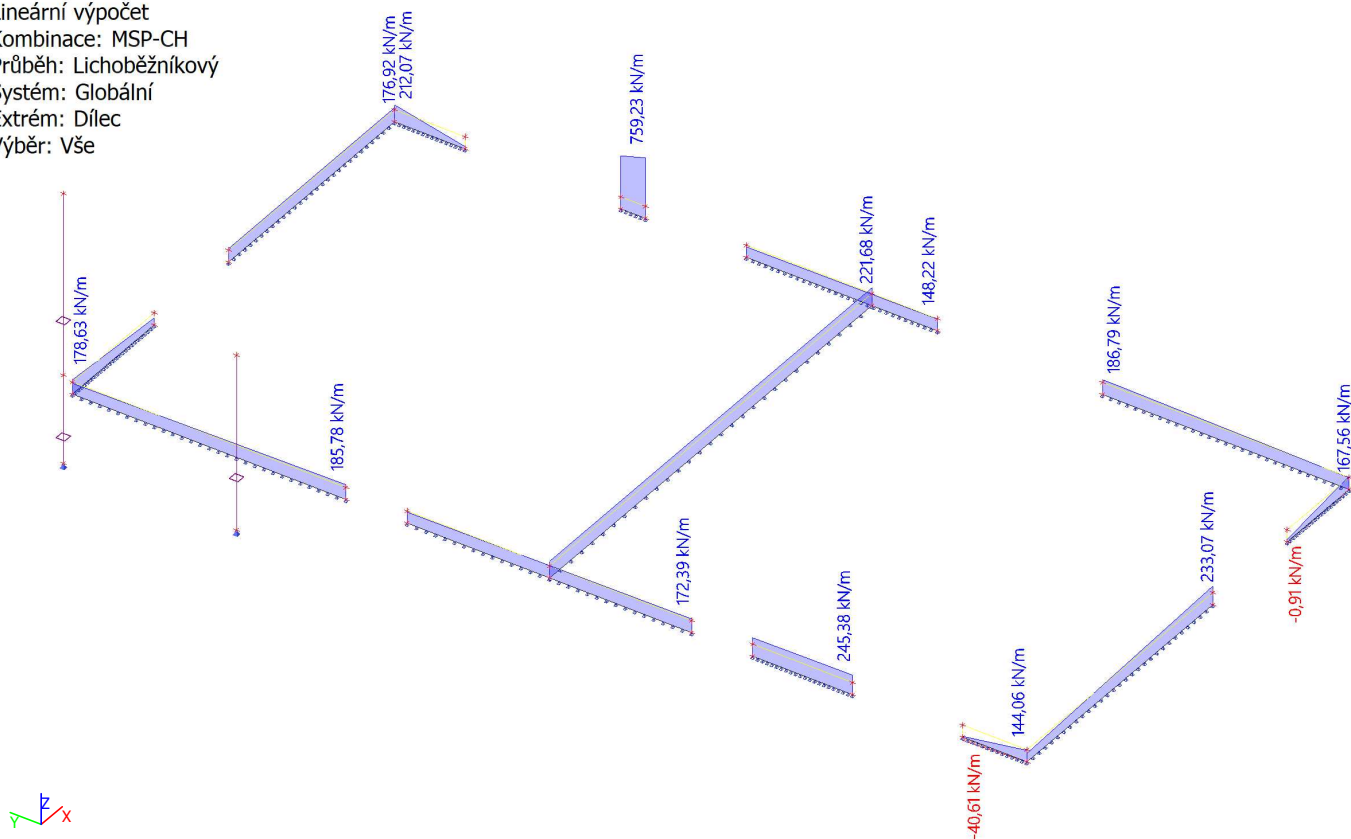 ineární výpočet
Kombinace: MSP-CH
Průběh: Lichoběžníkový
Systém: Globální
Extrém: Dílec
Výběr: Vše
176,92 kN/m
212,07 kN/m
759,23 kN/m
221,68 kN/m
148,22 kN/m
178,63 kN/m
186,79 kN/m
185,78 kN/m
167,56 kN/m
172,39 kN/m
233,07 kN/m
-0,91 kN/m
245,38 kN/m
144,06 kN/m
-40,61 kN/m
Z
Y
X